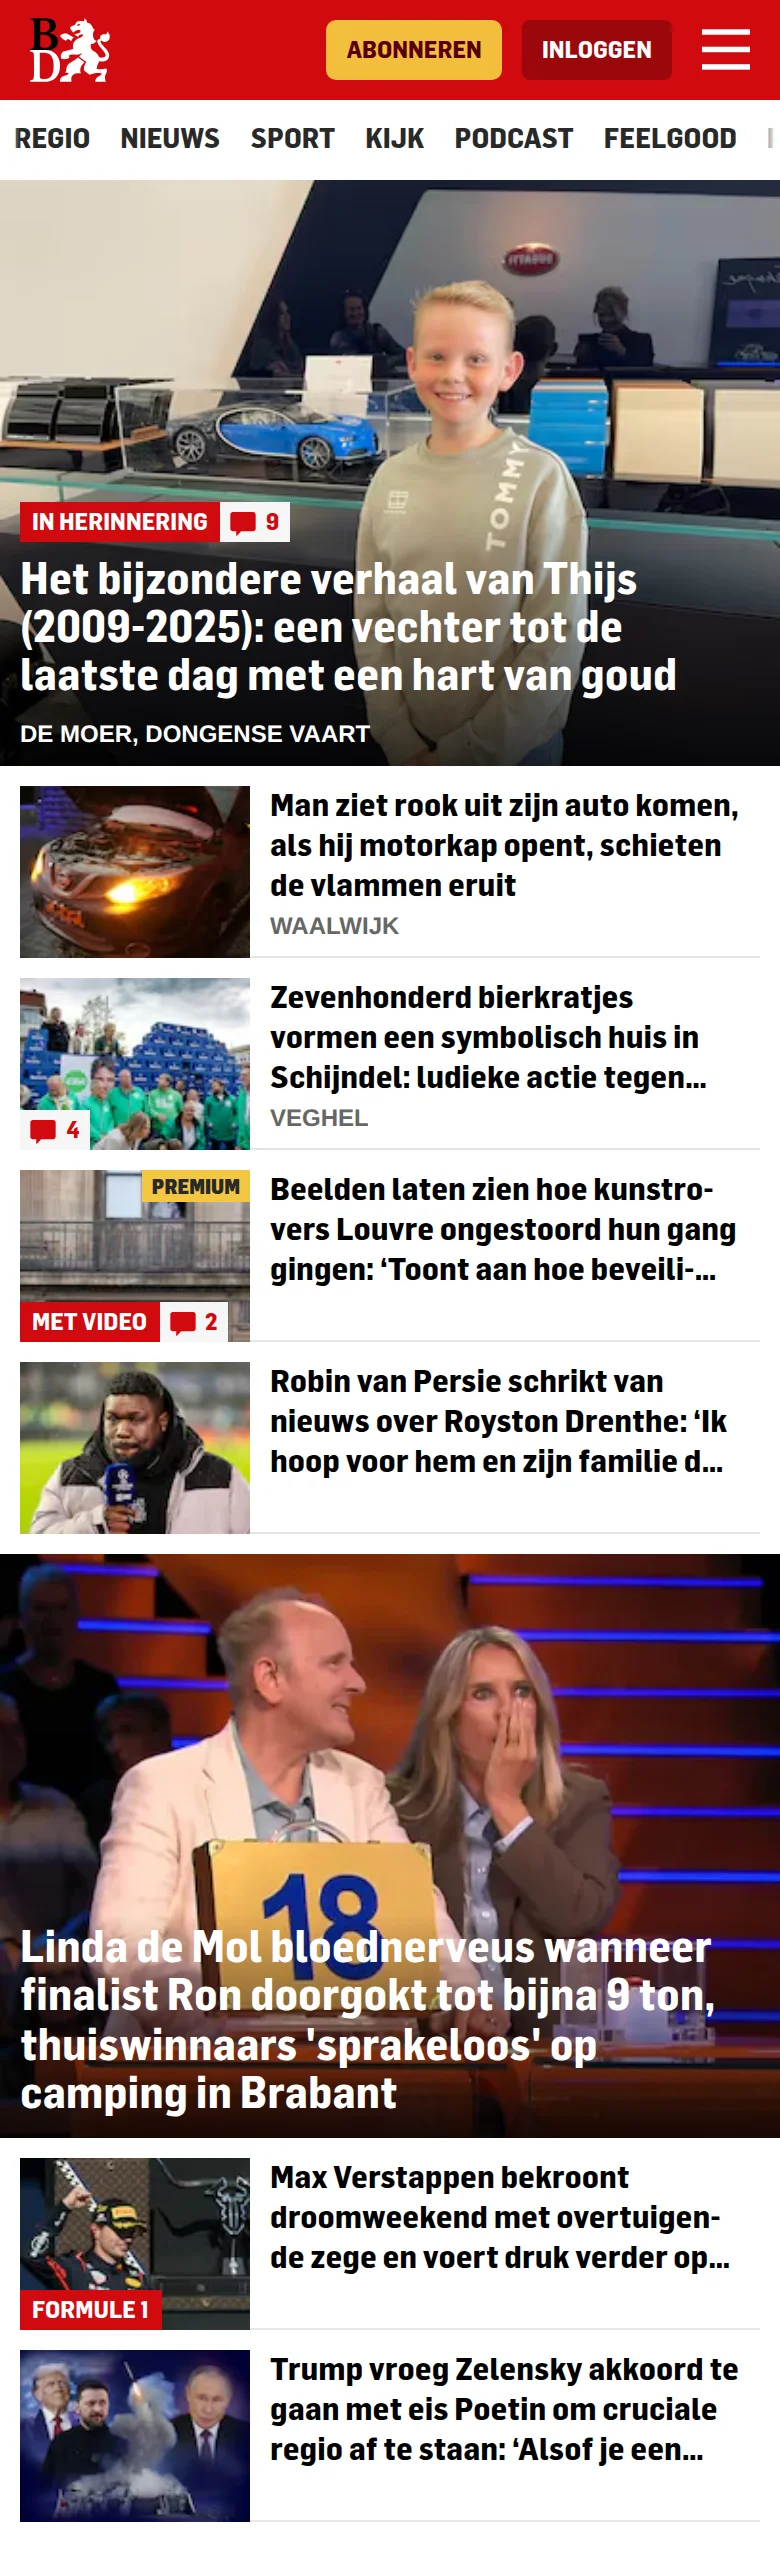 BD
ABONNEREN
INLOGGEN
REGIO NIEUWS SPORT KIJK PODCAST FEELGOOD
BUGATTI
TOMMY
IN HERINNERING 9
Het bijzondere verhaal van Thijs
(2009-2025): een vechter tot de
laatste dag met een hart van goud
DE MOER, DONGENSE VAART
Man ziet rook uit zijn auto komen,
als hij motorkap opent, schieten
de vlammen eruit
WAALWIJK
Zevenhonderd bierkratjes
vormen een symbolisch huis in
Schijndel: ludieke actie tegen...
VEGHEL
4
PREMIUM
Beelden laten zien hoe kunstro-
vers Louvre ongestoord hun gang
gingen: ‘Toont aan hoe beveili-...
MET VIDEO 2
Robin van Persie schrikt van
nieuws over Royston Drenthe: ‘Ik
hoop voor hem en zijn familie d...
18
Linda de Mol bloednerveus wanneer
finalist Ron doorgokt tot bijna 9 ton,
thuiswinnaars 'sprakeloos' op
camping in Brabant
Max Verstappen bekroont
droomweekend met overtuigen-
de zege en voert druk verder op...
FORMULE 1
Trump vroeg Zelensky akkoord te
gaan met eis Poetin om cruciale
regio af te staan: ‘Alsof je een...